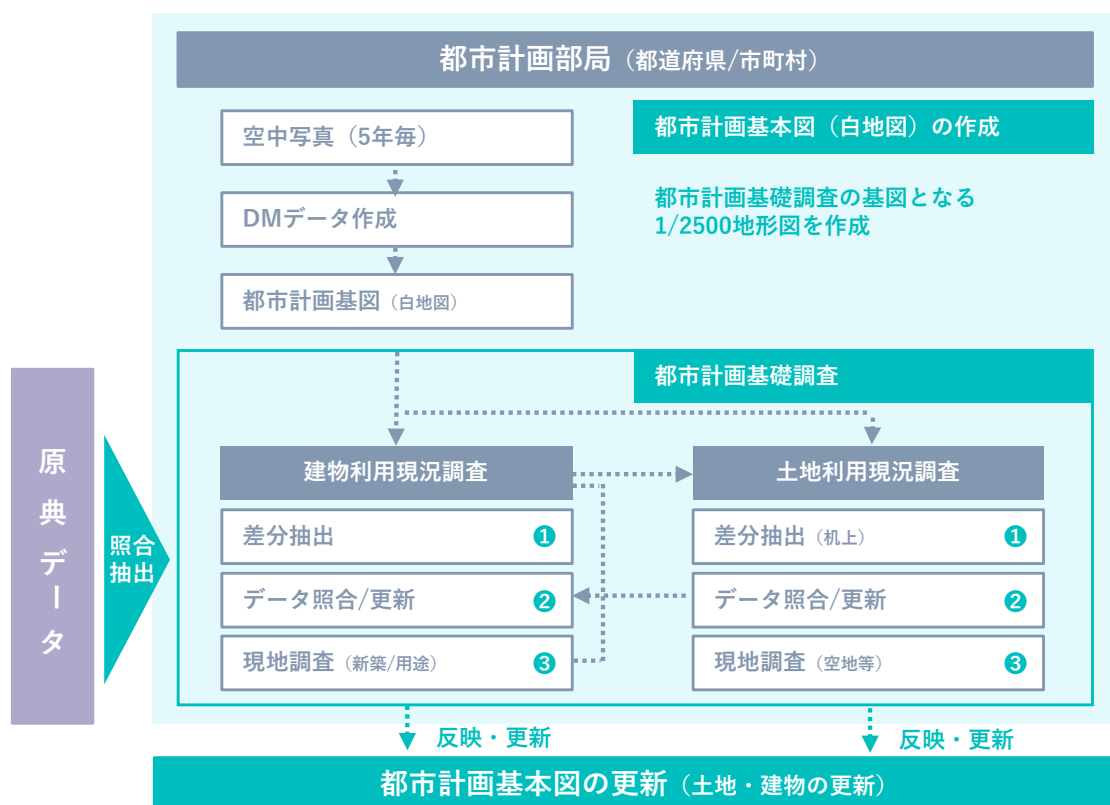 都市計画部局（都道府県/市町村）
空中写真（5年毎）
DMデータ作成
都市計画基図（白地図）
都市計画基本図（白地図）の作成
都市計画基礎調査の基図となる
1/2500地形図を作成
原典データ
照合
抽出
都市計画基礎調査
建物利用現況調査
差分抽出 ❶
データ照合/更新 ❷
現地調査（新築/用途） ❸
土地利用現況調査
差分抽出（机上） ❶
データ照合/更新 ❷
現地調査（空地等） ❸
反映・更新
反映・更新
都市計画基本図の更新（土地・建物の更新）